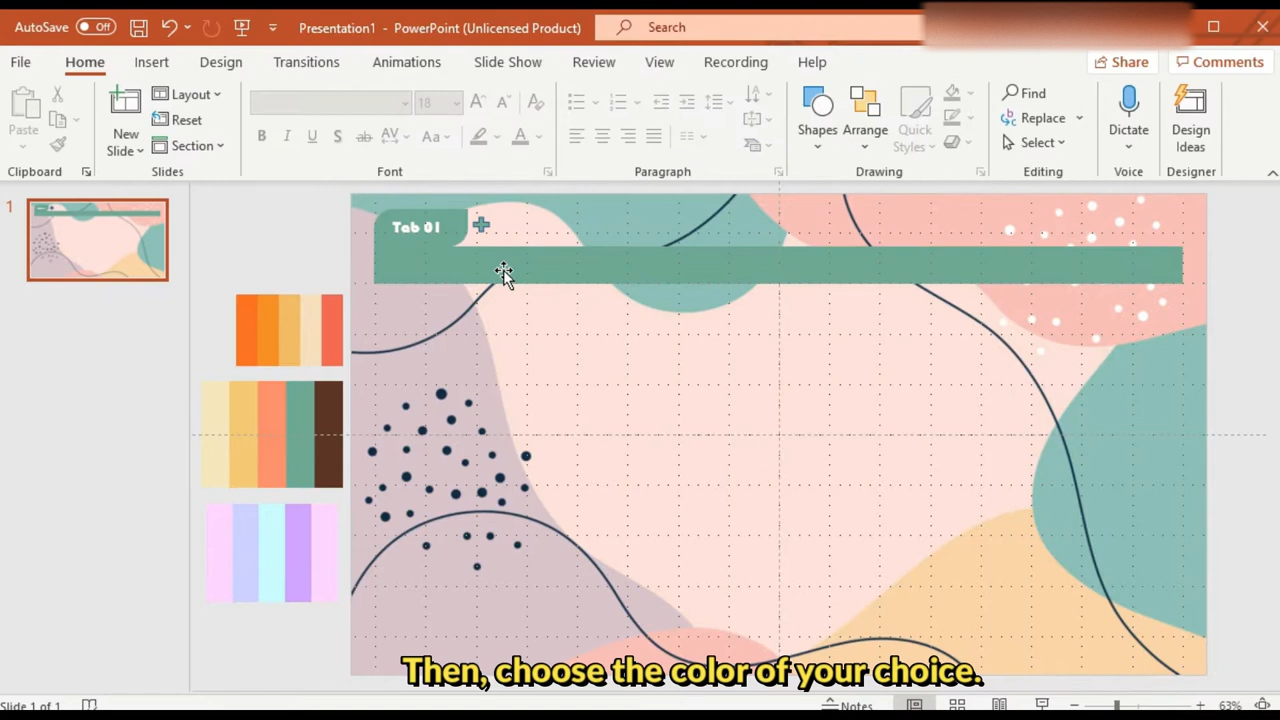 AutoSave Off Presentation1 - PowerPoint (Unlicensed Product) Search
File Home Insert Design Transitions Animations Slide Show Review View Recording Help Share Comments
Paste
New
Slide
Layout
Reset
Section
B I U S ab AV Aa A
Shapes
Arrange
Quick
Styles
Find
Replace
Select
Dictate
Design
Ideas
Clipboard Slides Font Paragraph Drawing Editing Voice Designer
1
Tab 01
Then, choose the color of your choice.
Slide 1 of 1 Notes 63%